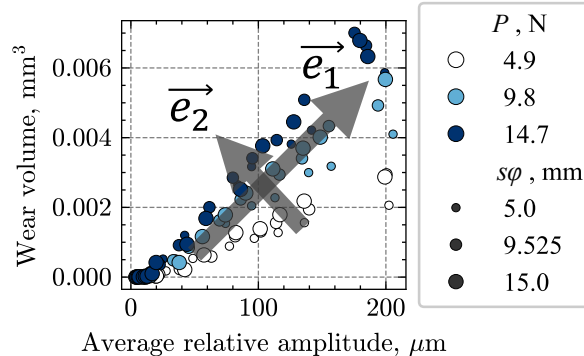 Wear volume, mm³
0.006
0.004
0.002
0.000
0
100
200
Average relative amplitude, μm
e₁
e₂
P, N
4.9
9.8
14.7
sφ, mm
5.0
9.525
15.0